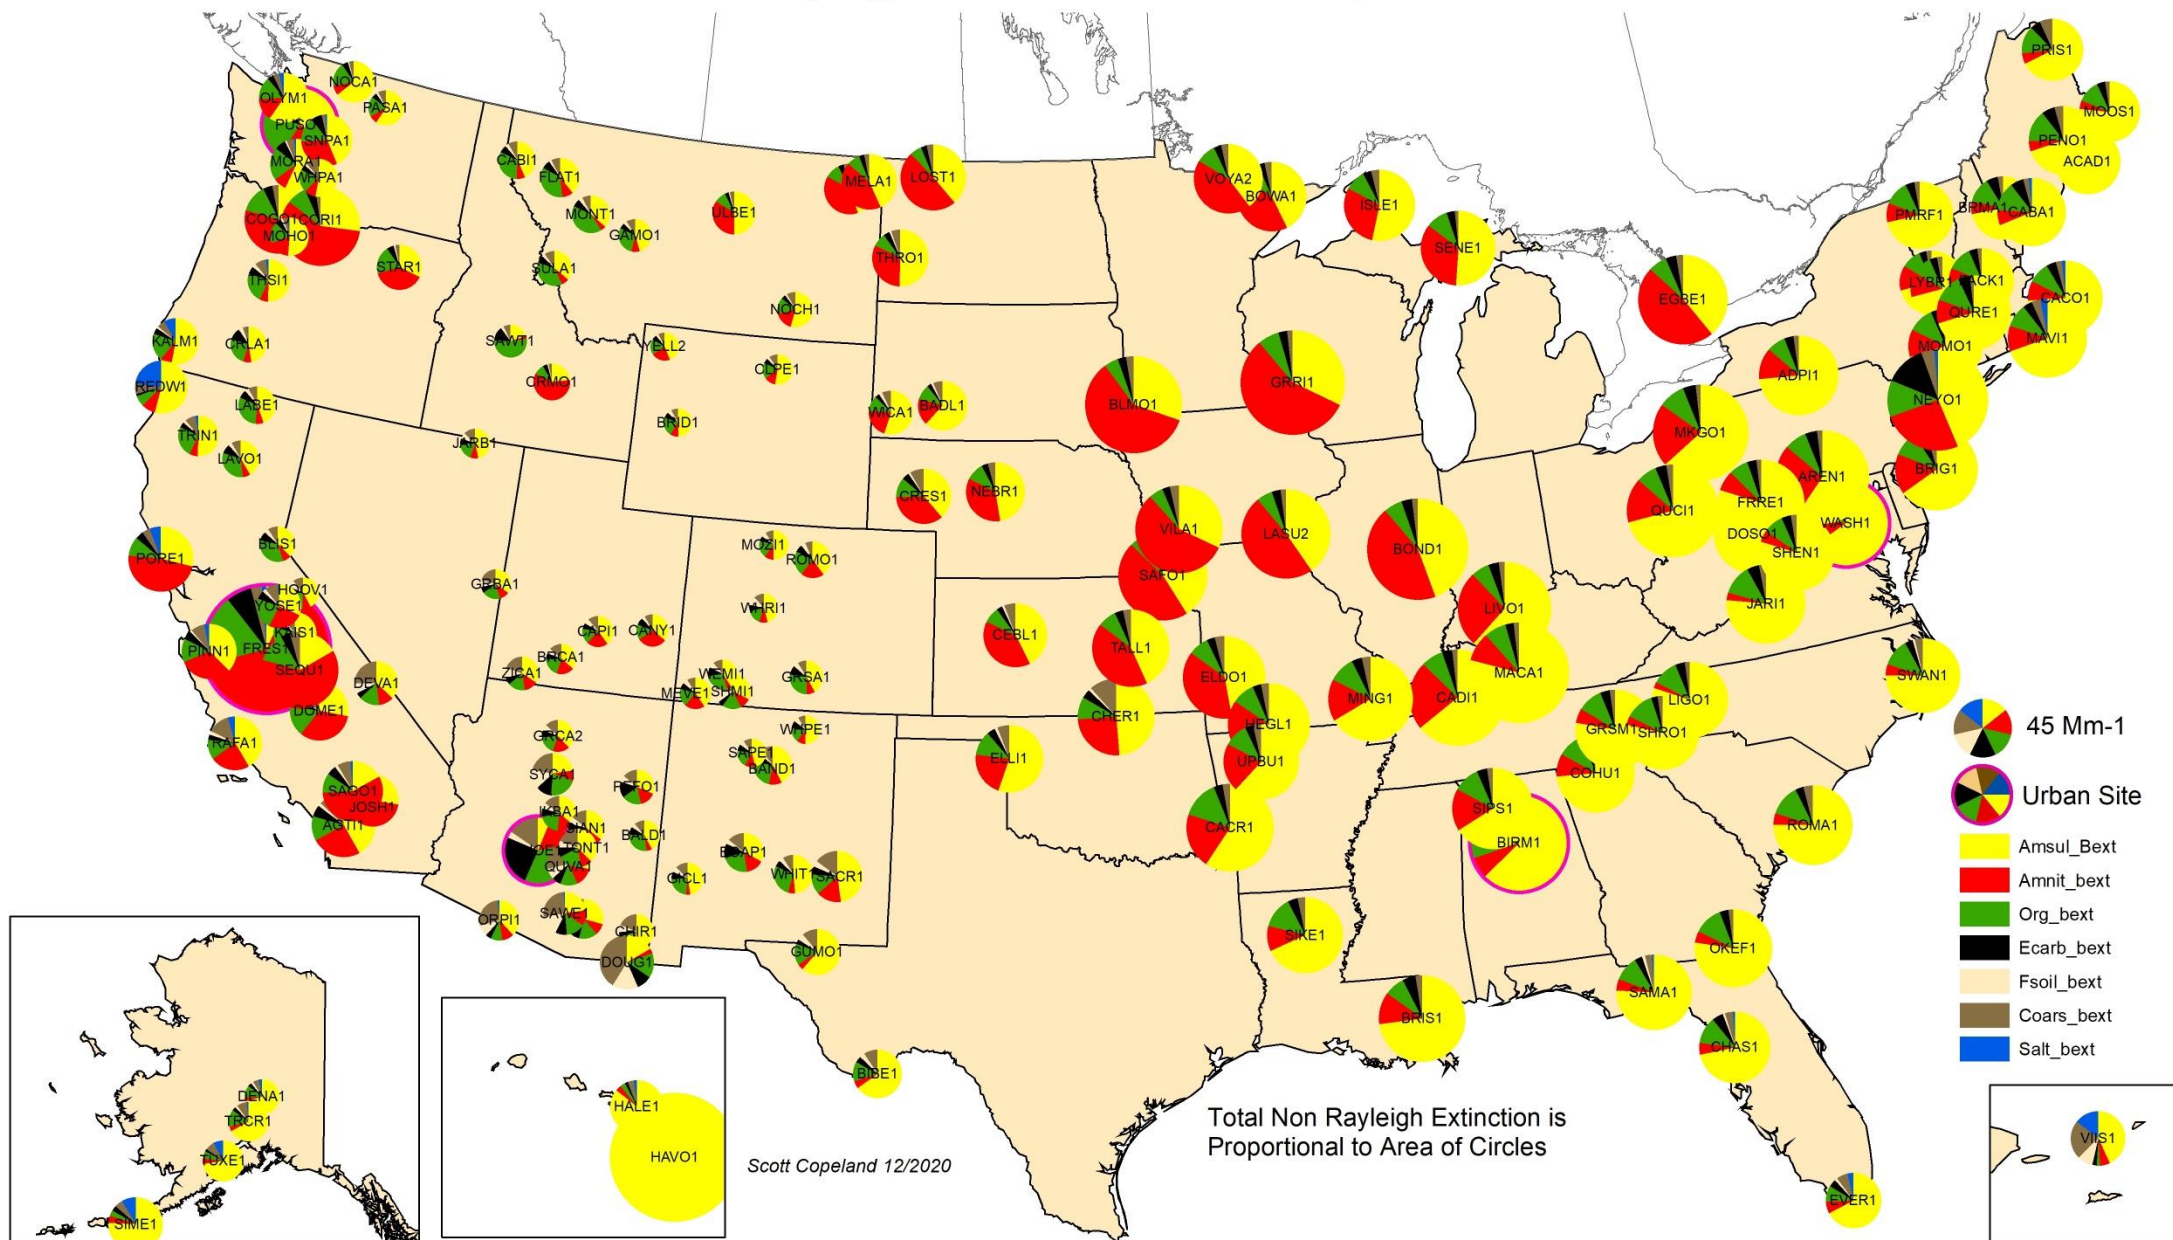 PRIS1
NOCA1
OLYM1
PASA1
MOOS1
PUSO
SNPA1
PENO1
MORA1
CABI1
ACAD1
WHPA1
FLAT1
MELA1
LOST1
VOYA2
BOWA1
ISLE1
MONT1
ULBE1
BRMA1
CABA1
PMRF1
COGO1
CORI1
MOHO1
GAMO1
SENE1
STAR1
SULA1
THRO1
THSI1
LYBR1
PACK1
EGBE1
CACO1
NOCH1
QURE1
KALM1
CRLA1
SAWT1
YELL2
MOMO1
MAVI1
CLPE1
CRMO1
GRRI1
ADPI1
REDW1
LABE1
BLMO1
NEYO1
WICA1
BADL1
BRID1
TRIN1
JARB1
MKGO1
LAVO1
BRIG1
AREN1
CRES1
NEBR1
FRRE1
QUCI1
WASH1
VILA1
LASU2
DOSO1
BLIS1
MOZI1
PORE1
ROMO1
BOND1
SHEN1
SAFO1
GRBA1
HOOV1
YOSE1
WHRI1
LIVO1
JARI1
KAIS1
CAPI1
CANY1
CEBL1
PINN1
FRES1
TALL1
BRCA1
SEQU1
ZICA1
WEMI1
GRSA1
ELDO1
MACA1
SWAN1
DEVA1
MEVE1
SHMI1
MING1
CADI1
LIGO1
DOME1
CHER1
HEGL1
GRSM1
SHRO1
45 Mm-1
RAFA1
GRCA2
WHPE1
SAPE1
BAND1
ELLI1
UPBU1
COHU1
SYCA1
SAGO1
JOSH1
PEFO1
Urban Site
AGTI1
IKBA1
SIAN1
BALD1
CACR1
SIPS1
ROMA1
BIRM1
TONT1
QUVA1
Amsul_Bext
BOAP1
GICL1
WHIT1
SACR1
Amnit_bext
ORPI1
SAWE1
CHIR1
SIKE1
Org_bext
DOUG1
GUMO1
OKEF1
Ecarb_bext
SAMA1
Fsoil_bext
BRIS1
Coars_bext
CHAS1
Salt_bext
BIBE1
DENA1
HALE1
TRCR1
Total Non Rayleigh Extinction is
Proportional to Area of Circles
VIIS1
TUXE1
HAVO1
Scott Copeland 12/2020
EVER1
SIME1